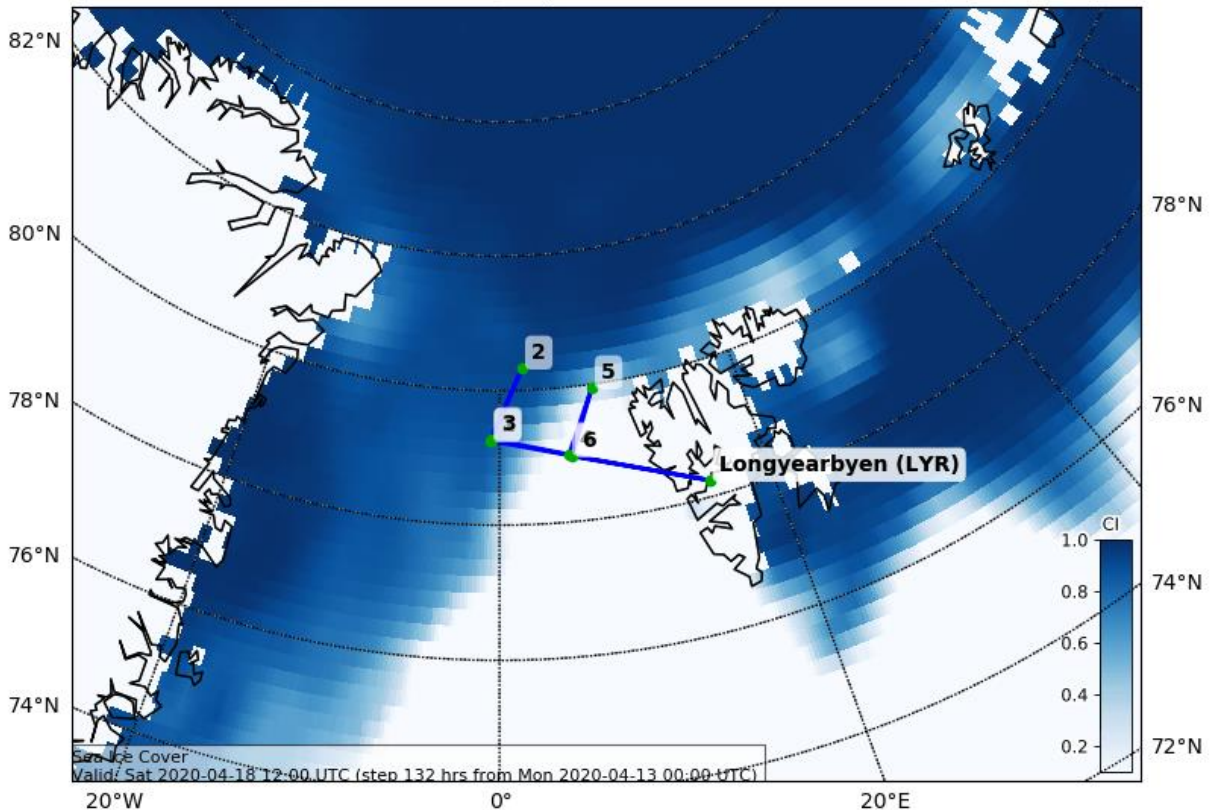 82°N
80°N
78°N
76°N
74°N
78°N
76°N
74°N
72°N
2
5
3
6
Longyearbyen (LYR)
CI
1.0
0.8
0.6
0.4
0.2
Sea Ice Cover
Valid: Sat 2020-04-18 12:00 UTC (step 132 hrs from Mon 2020-04-13 00:00 UTC)
20°W
0°
20°E